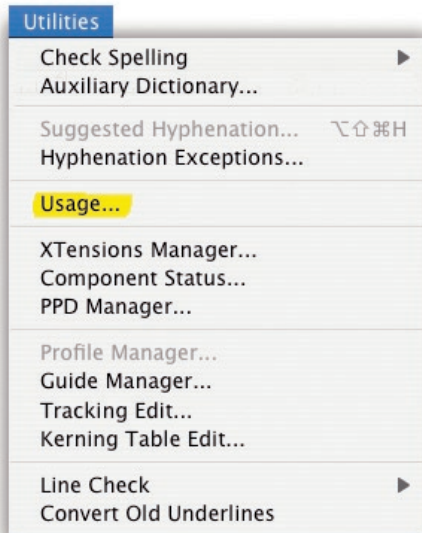 Utilities
Check Spelling ▶
Auxiliary Dictionary...
Suggested Hyphenation... ⌥⇧⌘H
Hyphenation Exceptions...
Usage...
XTensions Manager...
Component Status...
PPD Manager...
Profile Manager...
Guide Manager...
Tracking Edit...
Kerning Table Edit...
Line Check ▶
Convert Old Underlines